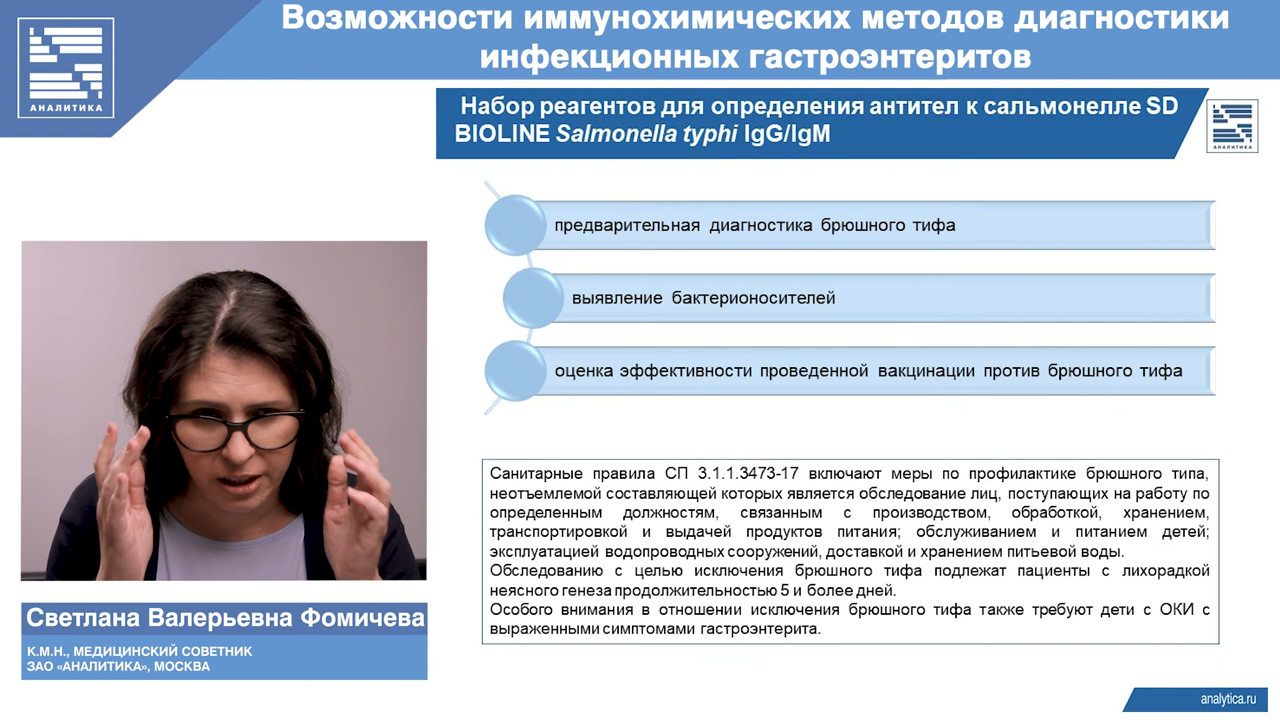 Возможности иммунохимических методов диагностики
инфекционных гастроэнтеритов
АНАЛИТИКА
Набор реагентов для определения антител к сальмонелле SD
BIOLINE Salmonella typhi IgG/IgM
АНАЛИТИКА
предварительная диагностика брюшного тифа
выявление бактерионосителей
оценка эффективности проведенной вакцинации против брюшного тифа
Санитарные правила СП 3.1.1.3473-17 включают меры по профилактике брюшного типа,
неотъемлемой составляющей которых является обследование лиц, поступающих на работу по
определенным должностям, связанным с производством, обработкой, хранением,
транспортировкой и выдачей продуктов питания; обслуживанием и питанием детей;
эксплуатацией водопроводных сооружений, доставкой и хранением питьевой воды.
Обследованию с целью исключения брюшного тифа подлежат пациенты с лихорадкой
неясного генеза продолжительностью 5 и более дней.
Особого внимания в отношении исключения брюшного тифа также требуют дети с ОКИ с
выраженными симптомами гастроэнтерита.
Светлана Валерьевна Фомичева
К.М.Н., МЕДИЦИНСКИЙ СОВЕТНИК
ЗАО «АНАЛИТИКА», МОСКВА
analytica.ru